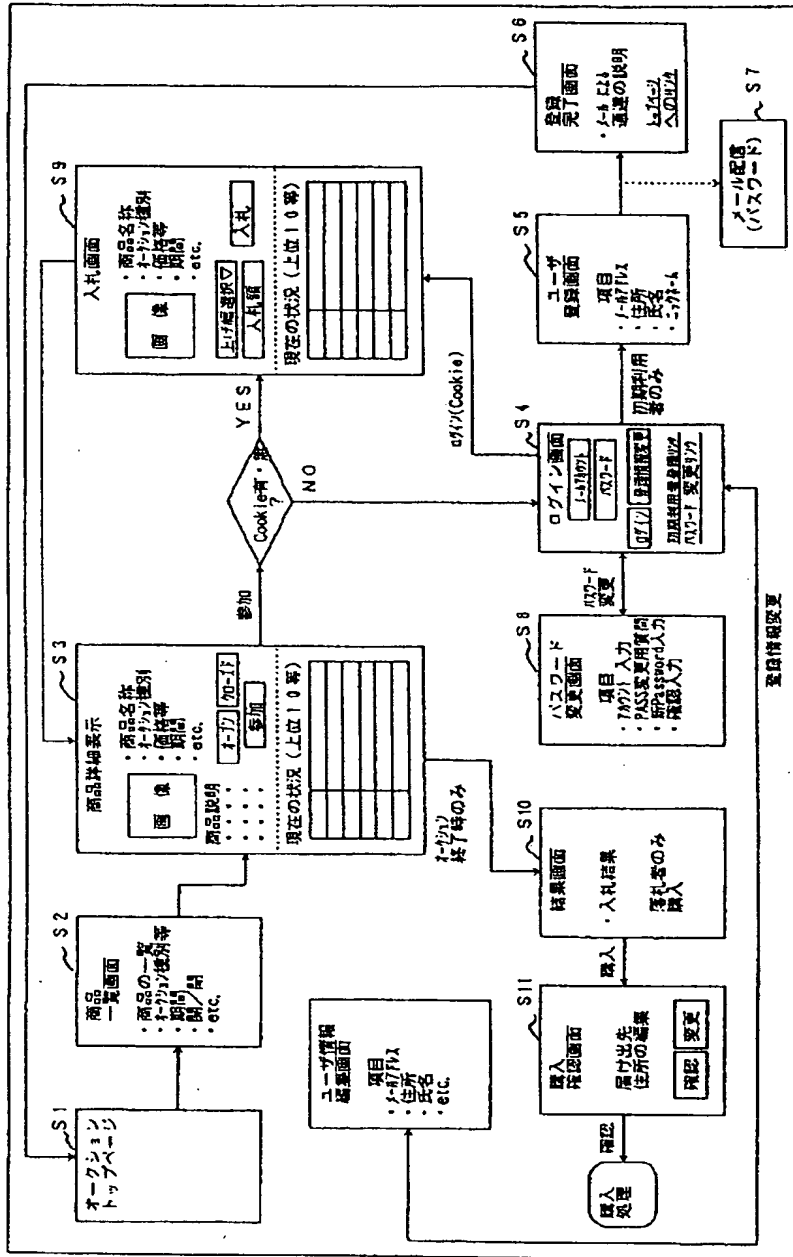 S1
オークション
トップページ
S2
商品
一覧画面
・商品の一覧
・オークション種別等
・期間
・開/閉
・etc.
S3
商品詳細表示
画 像
・商品名称
・オークション種別
・価格等
・期間
・etc.
商品説明
オープン
クローズド
参加
現在の状況(上位10等)
参加
Cookie有・無
?
YES
NO
S9
入札画面
画 像
・商品名称
・オークション種別
・価格等
・期間
・etc.
上げ幅選択▽
入札額
入札
現在の状況(上位10等)
オークション
終了時のみ
ログイン(Cookie)
ユーザ情報
編集画面
項目
・メールアドレス
・住所
・氏名
・etc.
S10
結果画面
・入札結果
落札者のみ
購入
購入
S11
購入
確認画面
届け出先
住所の編集
確認
変更
確認
購入
処理
S8
パスワード
変更画面
項目
・アカウント入力
・PASS変更用質問
・新Password入力
・確認入力
パスワード
変更
S4
ログイン画面
メールアカウント
パスワード
ログイン
登録情報変更
初期利用者登録リンク
パスワード変更リンク
初期利用
者のみ
S5
ユーザ
登録画面
項目
・メールアドレス
・住所
・氏名
・ニックネーム
S6
登録
完了画面
・メールによる
通達の説明
トップページ
へのリンク
S7
メール配信
(パスワード)
登録情報変更